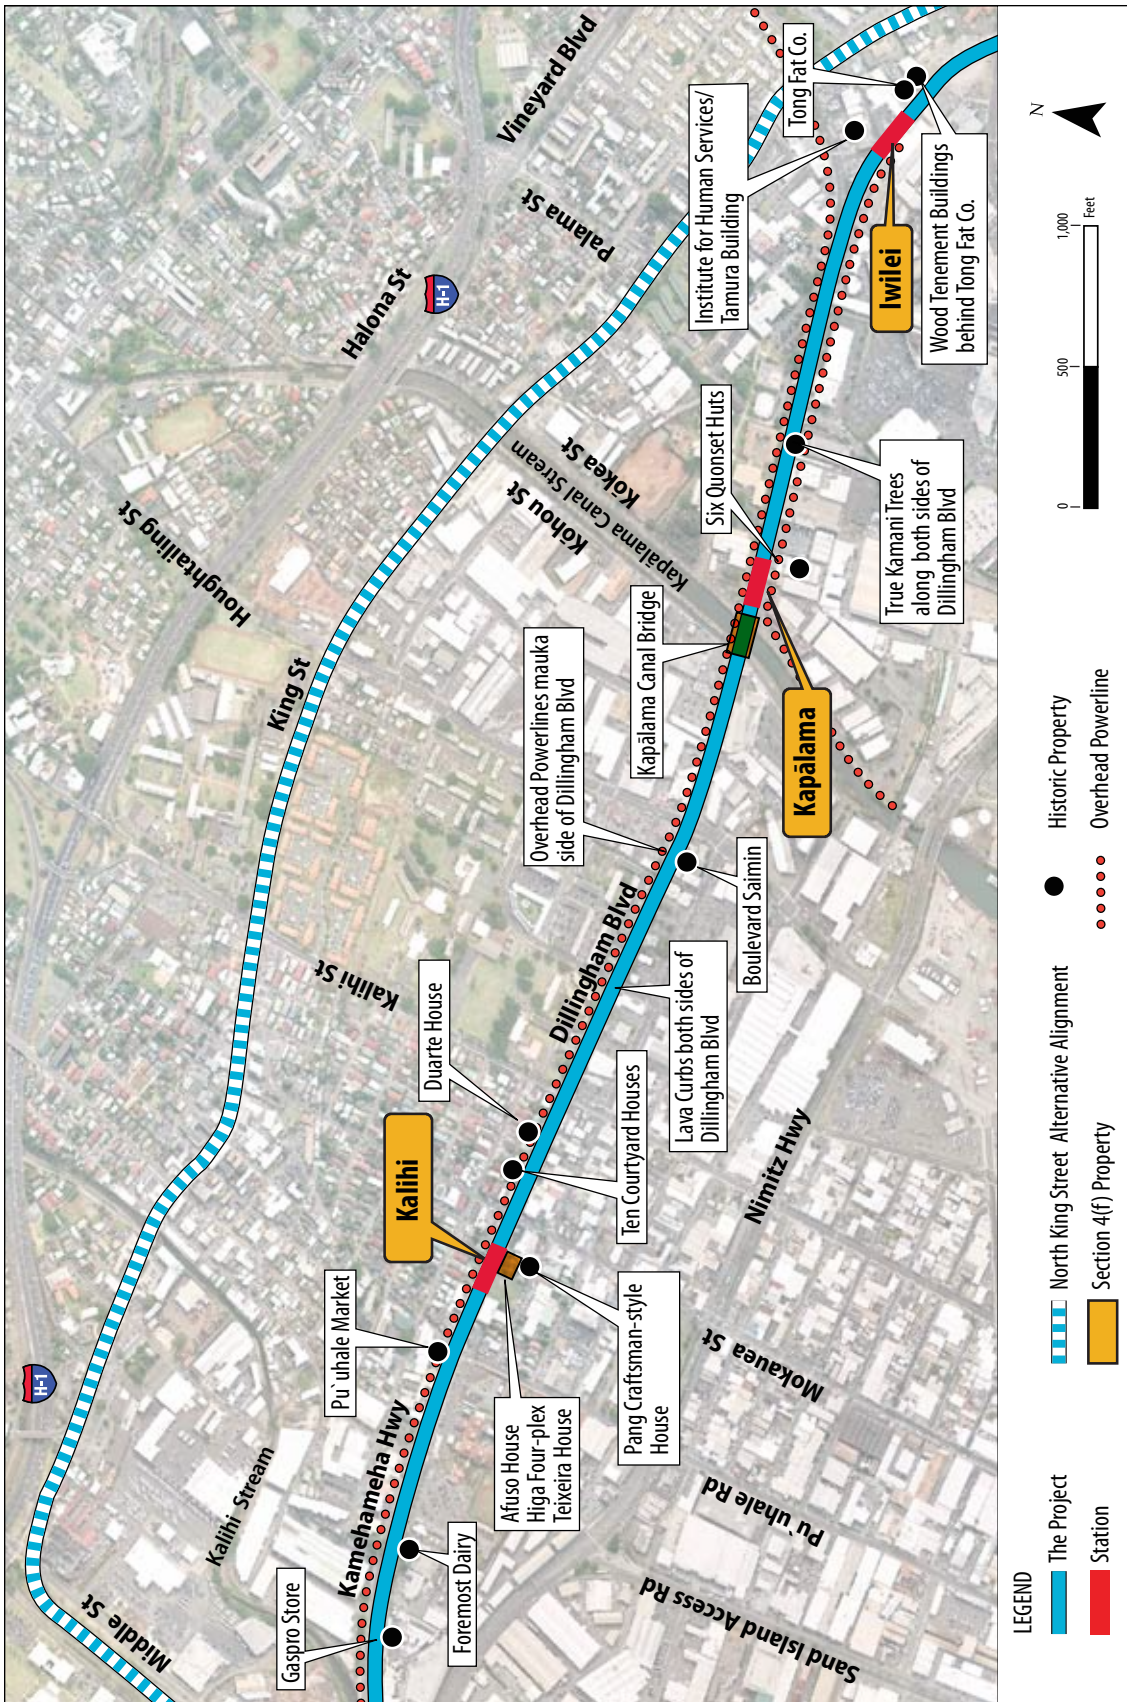 Middle St
H-1
Kalihi Stream
Gaspro Store
Kamehameha Hwy
Foremost Dairy
Pu`uhale Market
Afuso House
Higa Four-plex
Teixeira House
Kalihi
Pang Craftsman-style
House
Sand Island Access Rd
Pu`uhale Rd
Mokauea St
Duarte House
Ten Courtyard Houses
Kalihi St
Dillingham Blvd
Lava Curbs both sides of
Dillingham Blvd
Nimitz Hwy
Boulevard Saimin
Overhead Powerlines mauka
side of Dillingham Blvd
King St
Houghtailing St
Kapālama Canal Bridge
Kapālama
Six Quonset Huts
Kōhou St
Kapālama Canal Stream
Kōkea St
Halona St
H-1
True Kamani Trees
along both sides of
Dillingham Blvd
Palama St
Vineyard Blvd
Institute for Human Services/
Tamura Building
Tong Fat Co.
Iwilei
Wood Tenement Buildings
behind Tong Fat Co.
LEGEND
The Project
Station
North King Street Alternative Alignment
Section 4(f) Property
Historic Property
Overhead Powerline
0
500
1,000
Feet
N